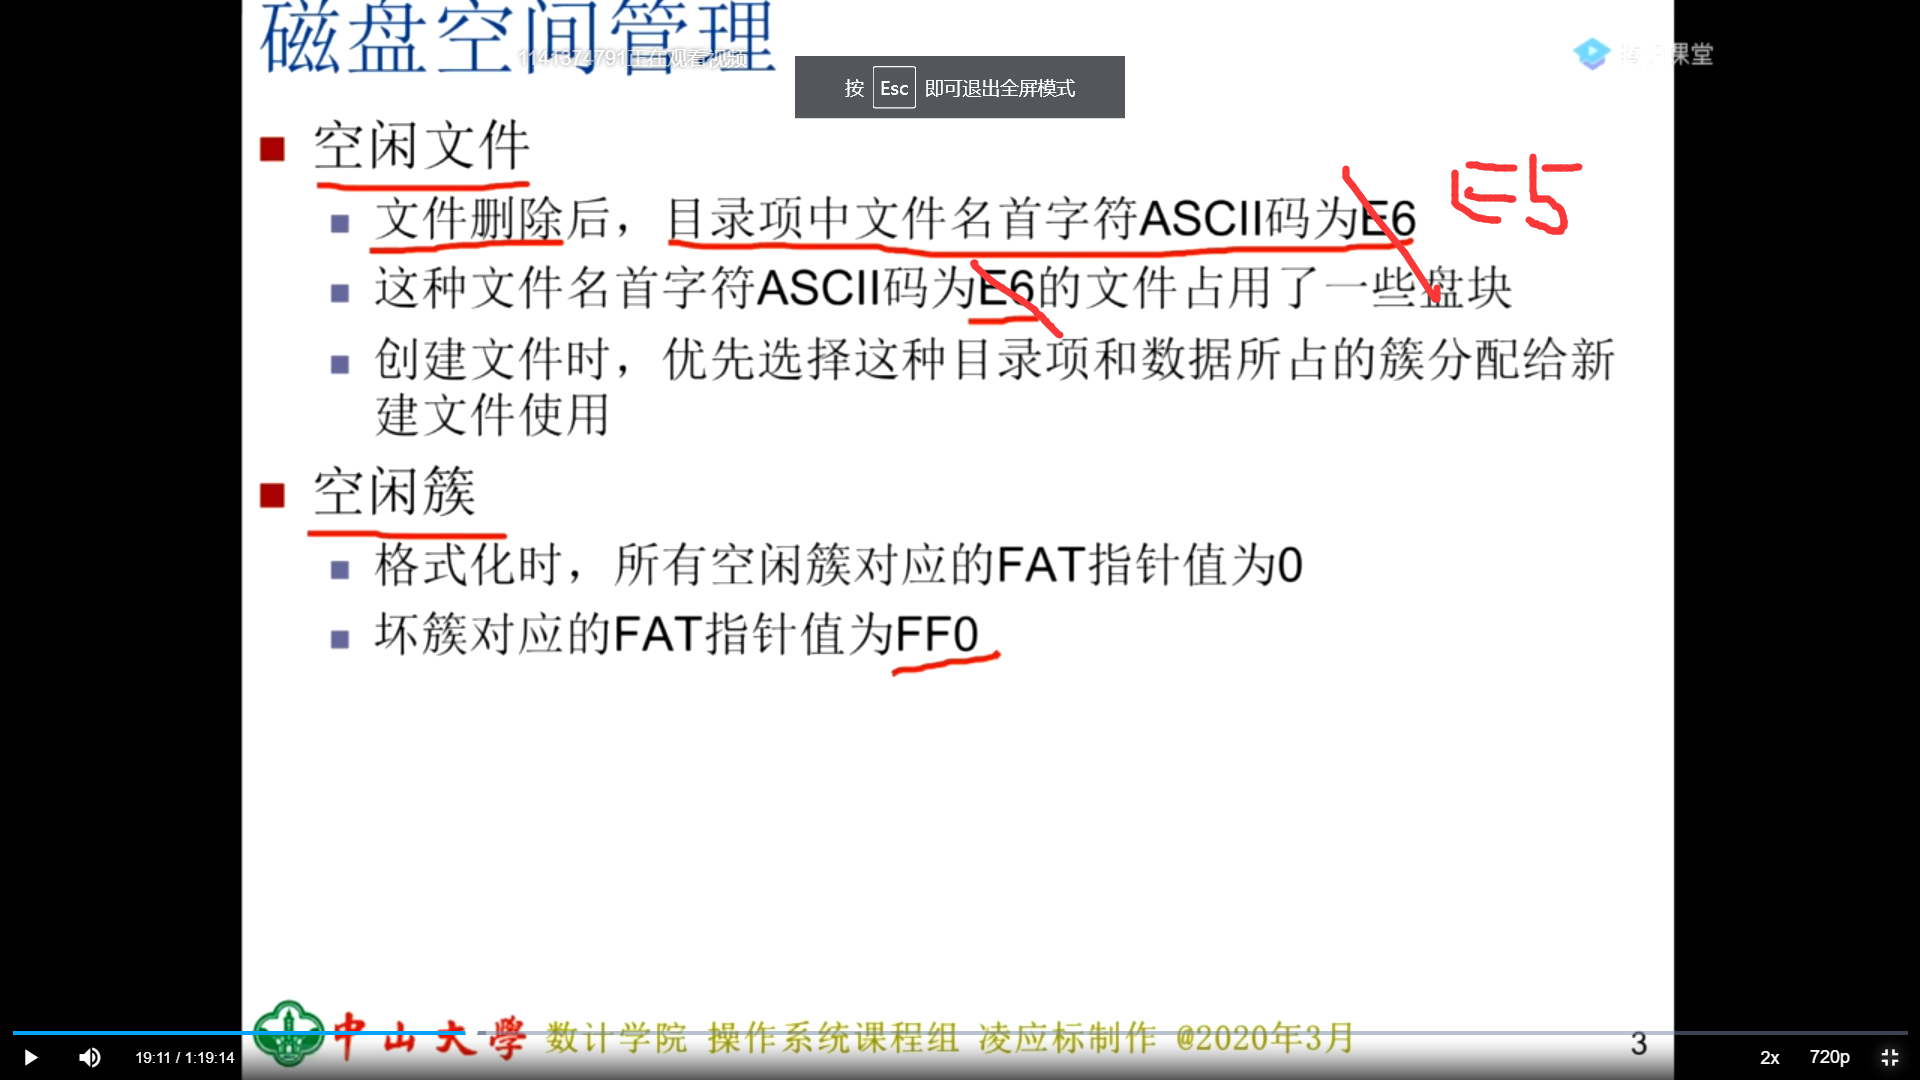 磁盘空间管理
1141374791正在观看视频
腾讯课堂
按 Esc 即可退出全屏模式
空闲文件
文件删除后，目录项中文件名首字符ASCII码为E6
E5
这种文件名首字符ASCII码为E6的文件占用了一些盘块
创建文件时，优先选择这种目录项和数据所占的簇分配给新
建文件使用
空闲簇
格式化时，所有空闲簇对应的FAT指针值为0
坏簇对应的FAT指针值为FF0
中山大学 数计学院 操作系统课程组 凌应标制作 @2020年3月
3
19:11 / 1:19:14
2x
720p